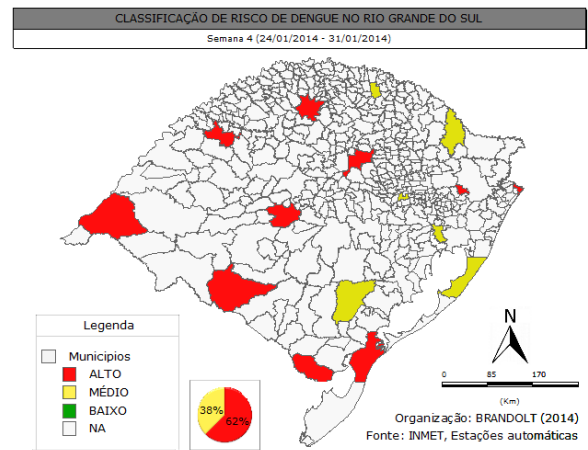 CLASSIFICAÇÃO DE RISCO DE DENGUE NO RIO GRANDE DO SUL
Semana 4 (24/01/2014 - 31/01/2014)
N
Legenda
Municipios
ALTO
MÉDIO
BAIXO
NA
38%
62%
0 85 170
(Km)
Organização: BRANDOLT (2014)
Fonte: INMET, Estações automáticas